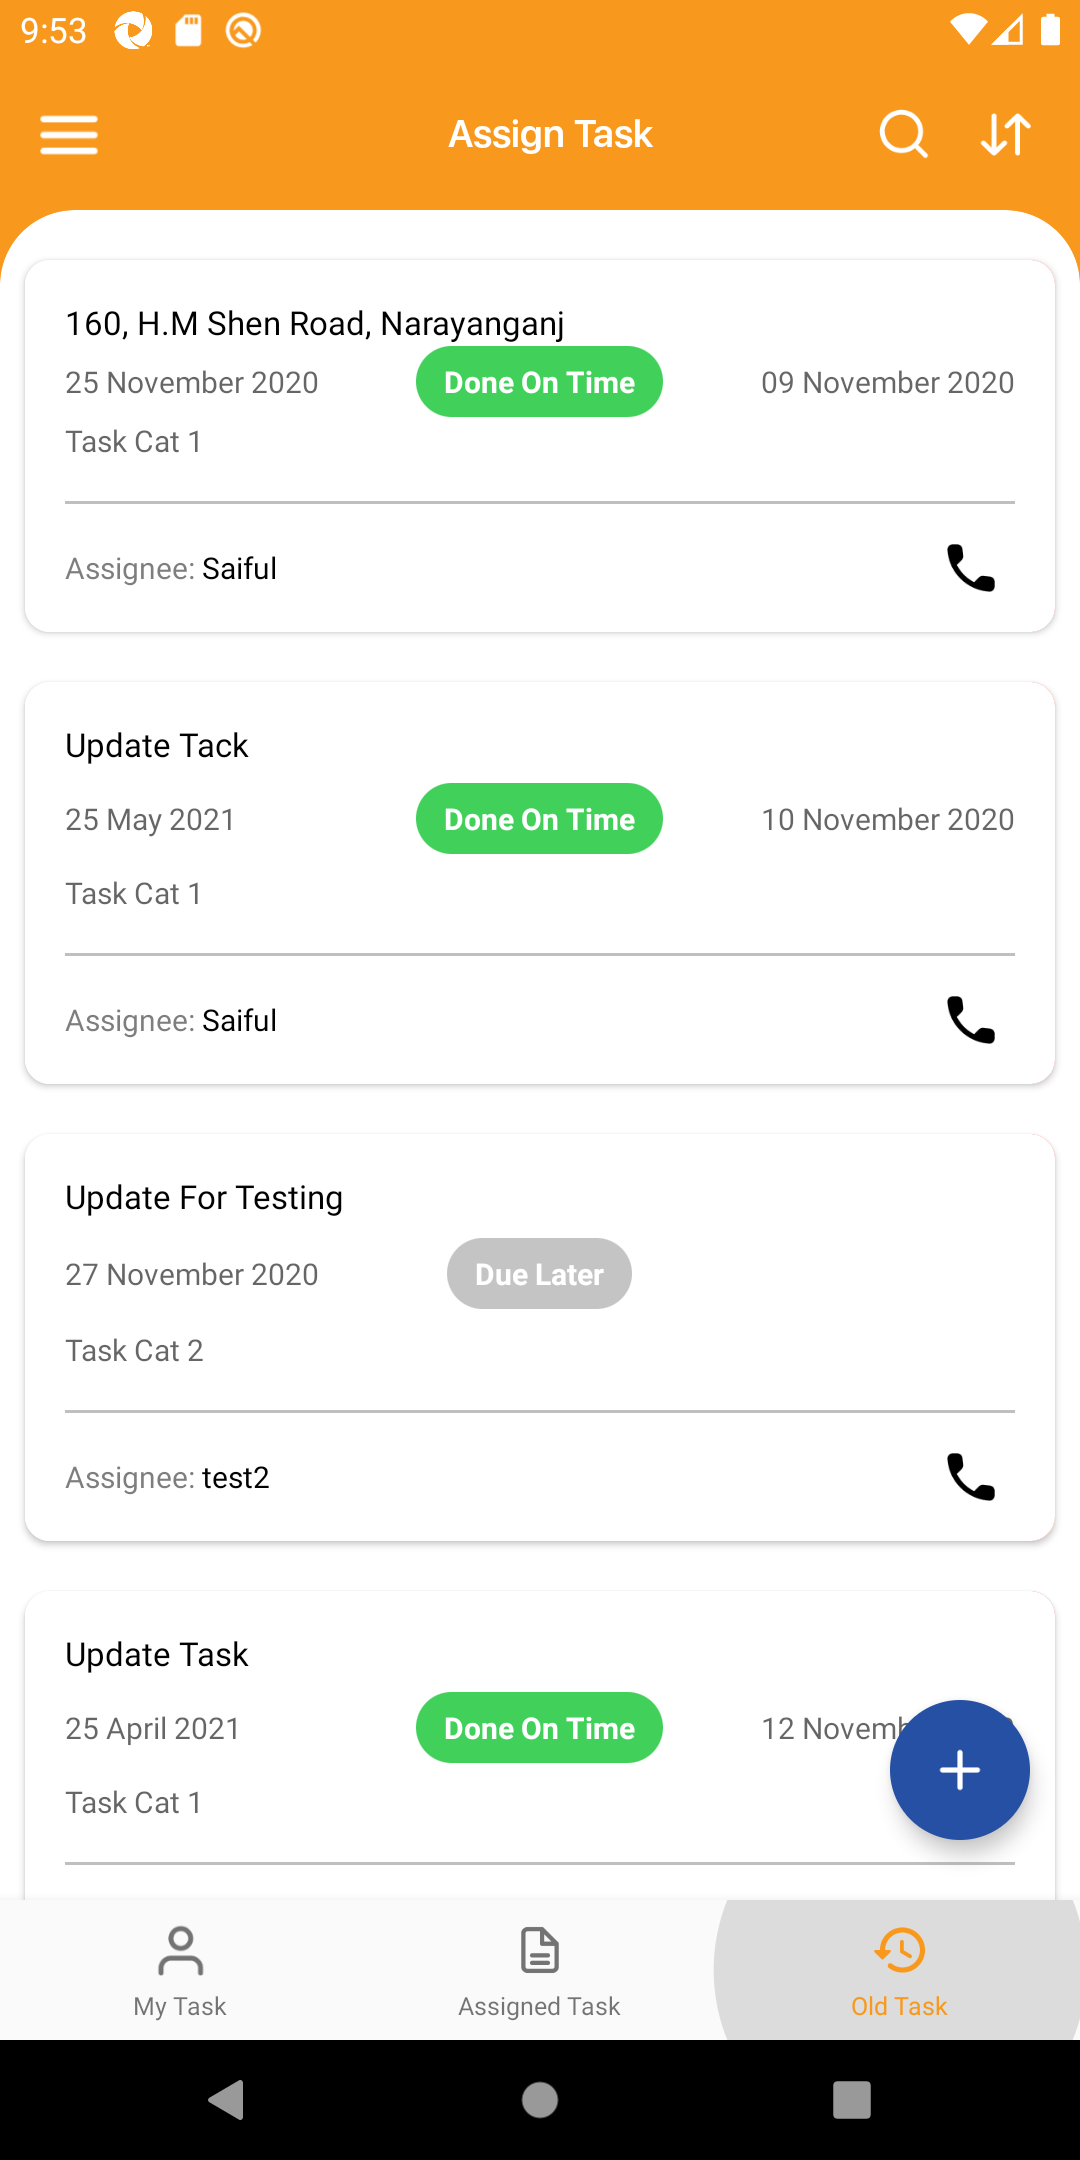 9:53
Assign Task
160, H.M Shen Road, Narayanganj
25 November 2020 Done On Time 09 November 2020
Task Cat 1
Assignee: Saiful
Update Tack
25 May 2021 Done On Time 10 November 2020
Task Cat 1
Assignee: Saiful
Update For Testing
27 November 2020 Due Later
Task Cat 2
Assignee: test2
Update Task
25 April 2021 Done On Time 12
Task Cat 1
My Task Assigned Task Old Task